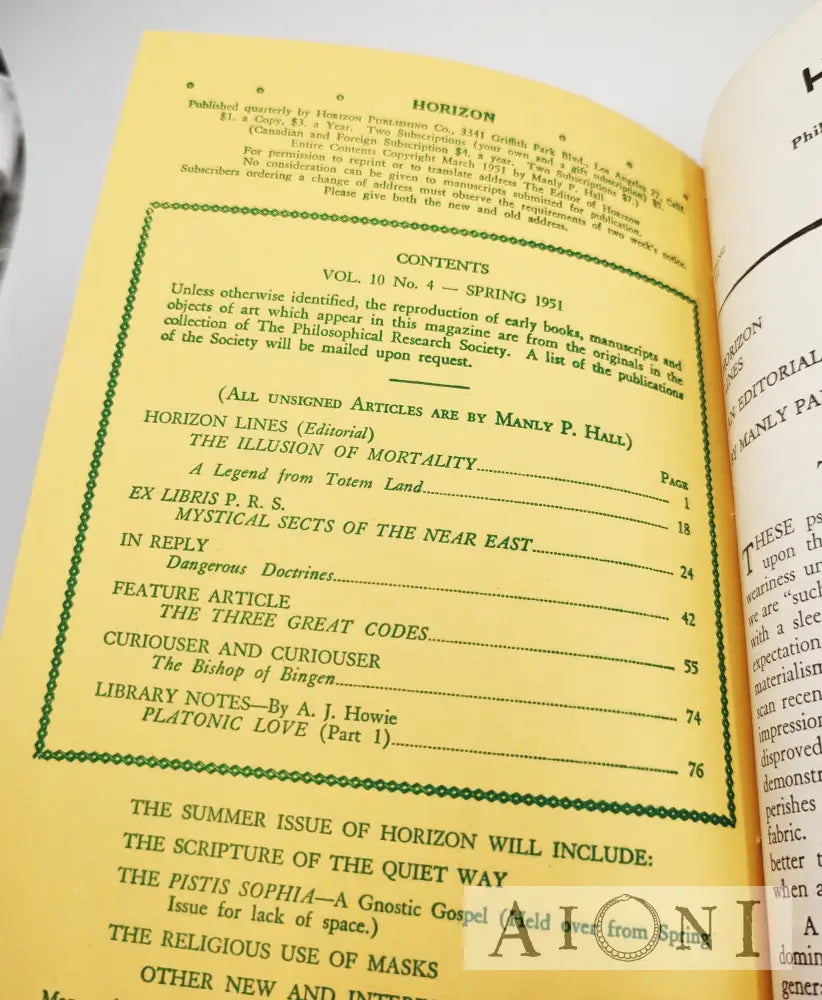 HORIZON
Published quarterly by HORIZON PUBLISHING CO., 3341 Griffith Park Blvd., Los Angeles 27, Calif.
$1. a Copy, $3. a Year. Two Subscriptions (your own and a gift subscription) $5.
(Canadian and Foreign Subscription $4. a year. Two Subscriptions $7.)
Entire Contents Copyright March 1951 by Manly P. Hall
For permission to reprint or to translate address The Editor of HORIZON
No consideration can be given to manuscripts submitted for publication.
Subscribers ordering a change of address must observe the requirements of two week's notice.
Please give both the new and old address.
CONTENTS
VOL. 10 No. 4 — SPRING 1951
Unless otherwise identified, the reproduction of early books, manuscripts and
objects of art which appear in this magazine are from the originals in the
collection of The Philosophical Research Society. A list of the publications
of the Society will be mailed upon request.
(ALL UNSIGNED ARTICLES ARE BY MANLY P. HALL)
HORIZON LINES (Editorial) PAGE
THE ILLUSION OF MORTALITY 1
A Legend from Totem Land 18
EX LIBRIS P. R. S.
MYSTICAL SECTS OF THE NEAR EAST 24
IN REPLY
Dangerous Doctrines 42
FEATURE ARTICLE
THE THREE GREAT CODES 55
CURIOUSER AND CURIOUSER
The Bishop of Bingen 74
LIBRARY NOTES—By A. J. Howie
PLATONIC LOVE (Part 1) 76
THE SUMMER ISSUE OF HORIZON WILL INCLUDE:
THE SCRIPTURE OF THE QUIET WAY
THE PISTIS SOPHIA—A Gnostic Gospel (Held over from Spring
Issue for lack of space.)
THE RELIGIOUS USE OF MASKS
OTHER NEW AND
H
Phil
HORIZON
LINES
AN EDITORIAL
BY MANLY PA
T
THESE ps
upon th
weariness un
we are "such
with a slee
expectation
materialism
scan recen
impression
disproved
demonstr
perishes
fabric.
better t
when a
A
domin
genera
AIONI